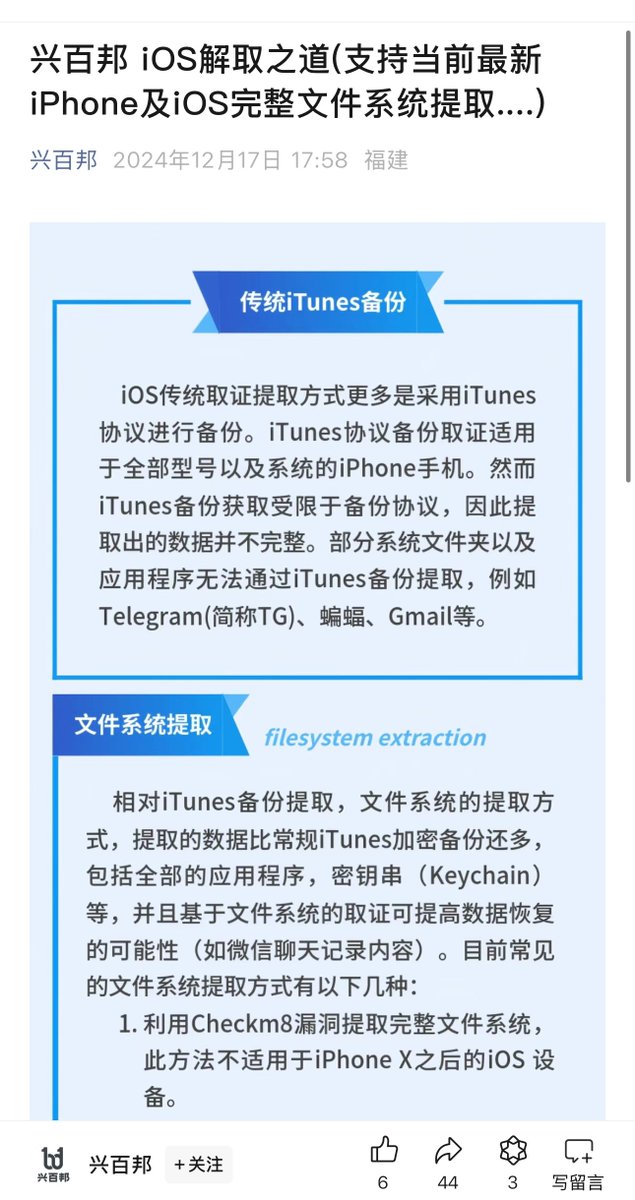 兴百邦 iOS解取之道(支持当前最新
iPhone及iOS完整文件系统提取....)
兴百邦 2024年12月17日 17:58 福建
传统iTunes备份
iOS传统取证提取方式更多是采用iTunes
协议进行备份。iTunes协议备份取证适用
于全部型号以及系统的iPhone手机。然而
iTunes备份获取受限于备份协议，因此提
取出的数据并不完整。部分系统文件夹以及
应用程序无法通过iTunes备份提取，例如
Telegram(简称TG)、蝙蝠、Gmail等。
文件系统提取 filesystem extraction
相对iTunes备份提取，文件系统的提取方
式，提取的数据比常规iTunes加密备份还多，
包括全部的应用程序，密钥串（Keychain）
等，并且基于文件系统的取证可提高数据恢复
的可能性（如微信聊天记录内容）。目前常见
的文件系统提取方式有以下几种：
1. 利用Checkm8漏洞提取完整文件系统，
此方法不适用于iPhone X之后的iOS 设
备。
兴百邦
兴百邦 +关注
6 44 3 写留言